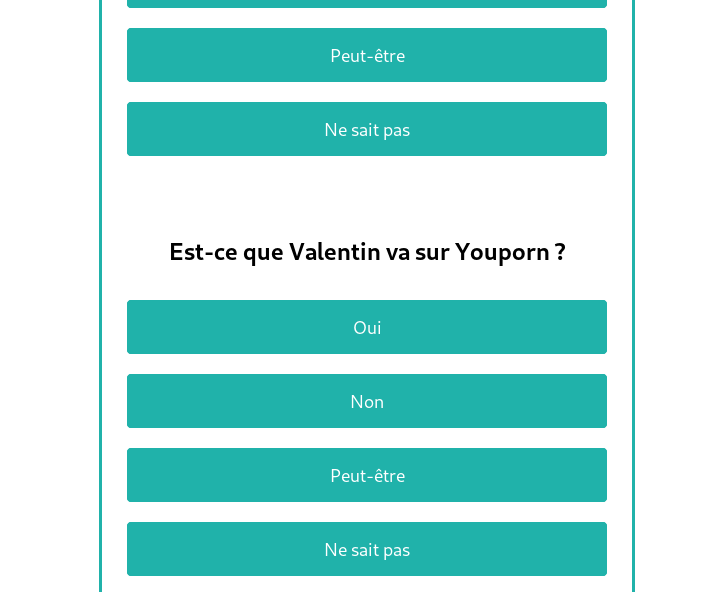 Peut-être
Ne sait pas
Est-ce que Valentin va sur Youporn ?
Oui
Non
Peut-être
Ne sait pas